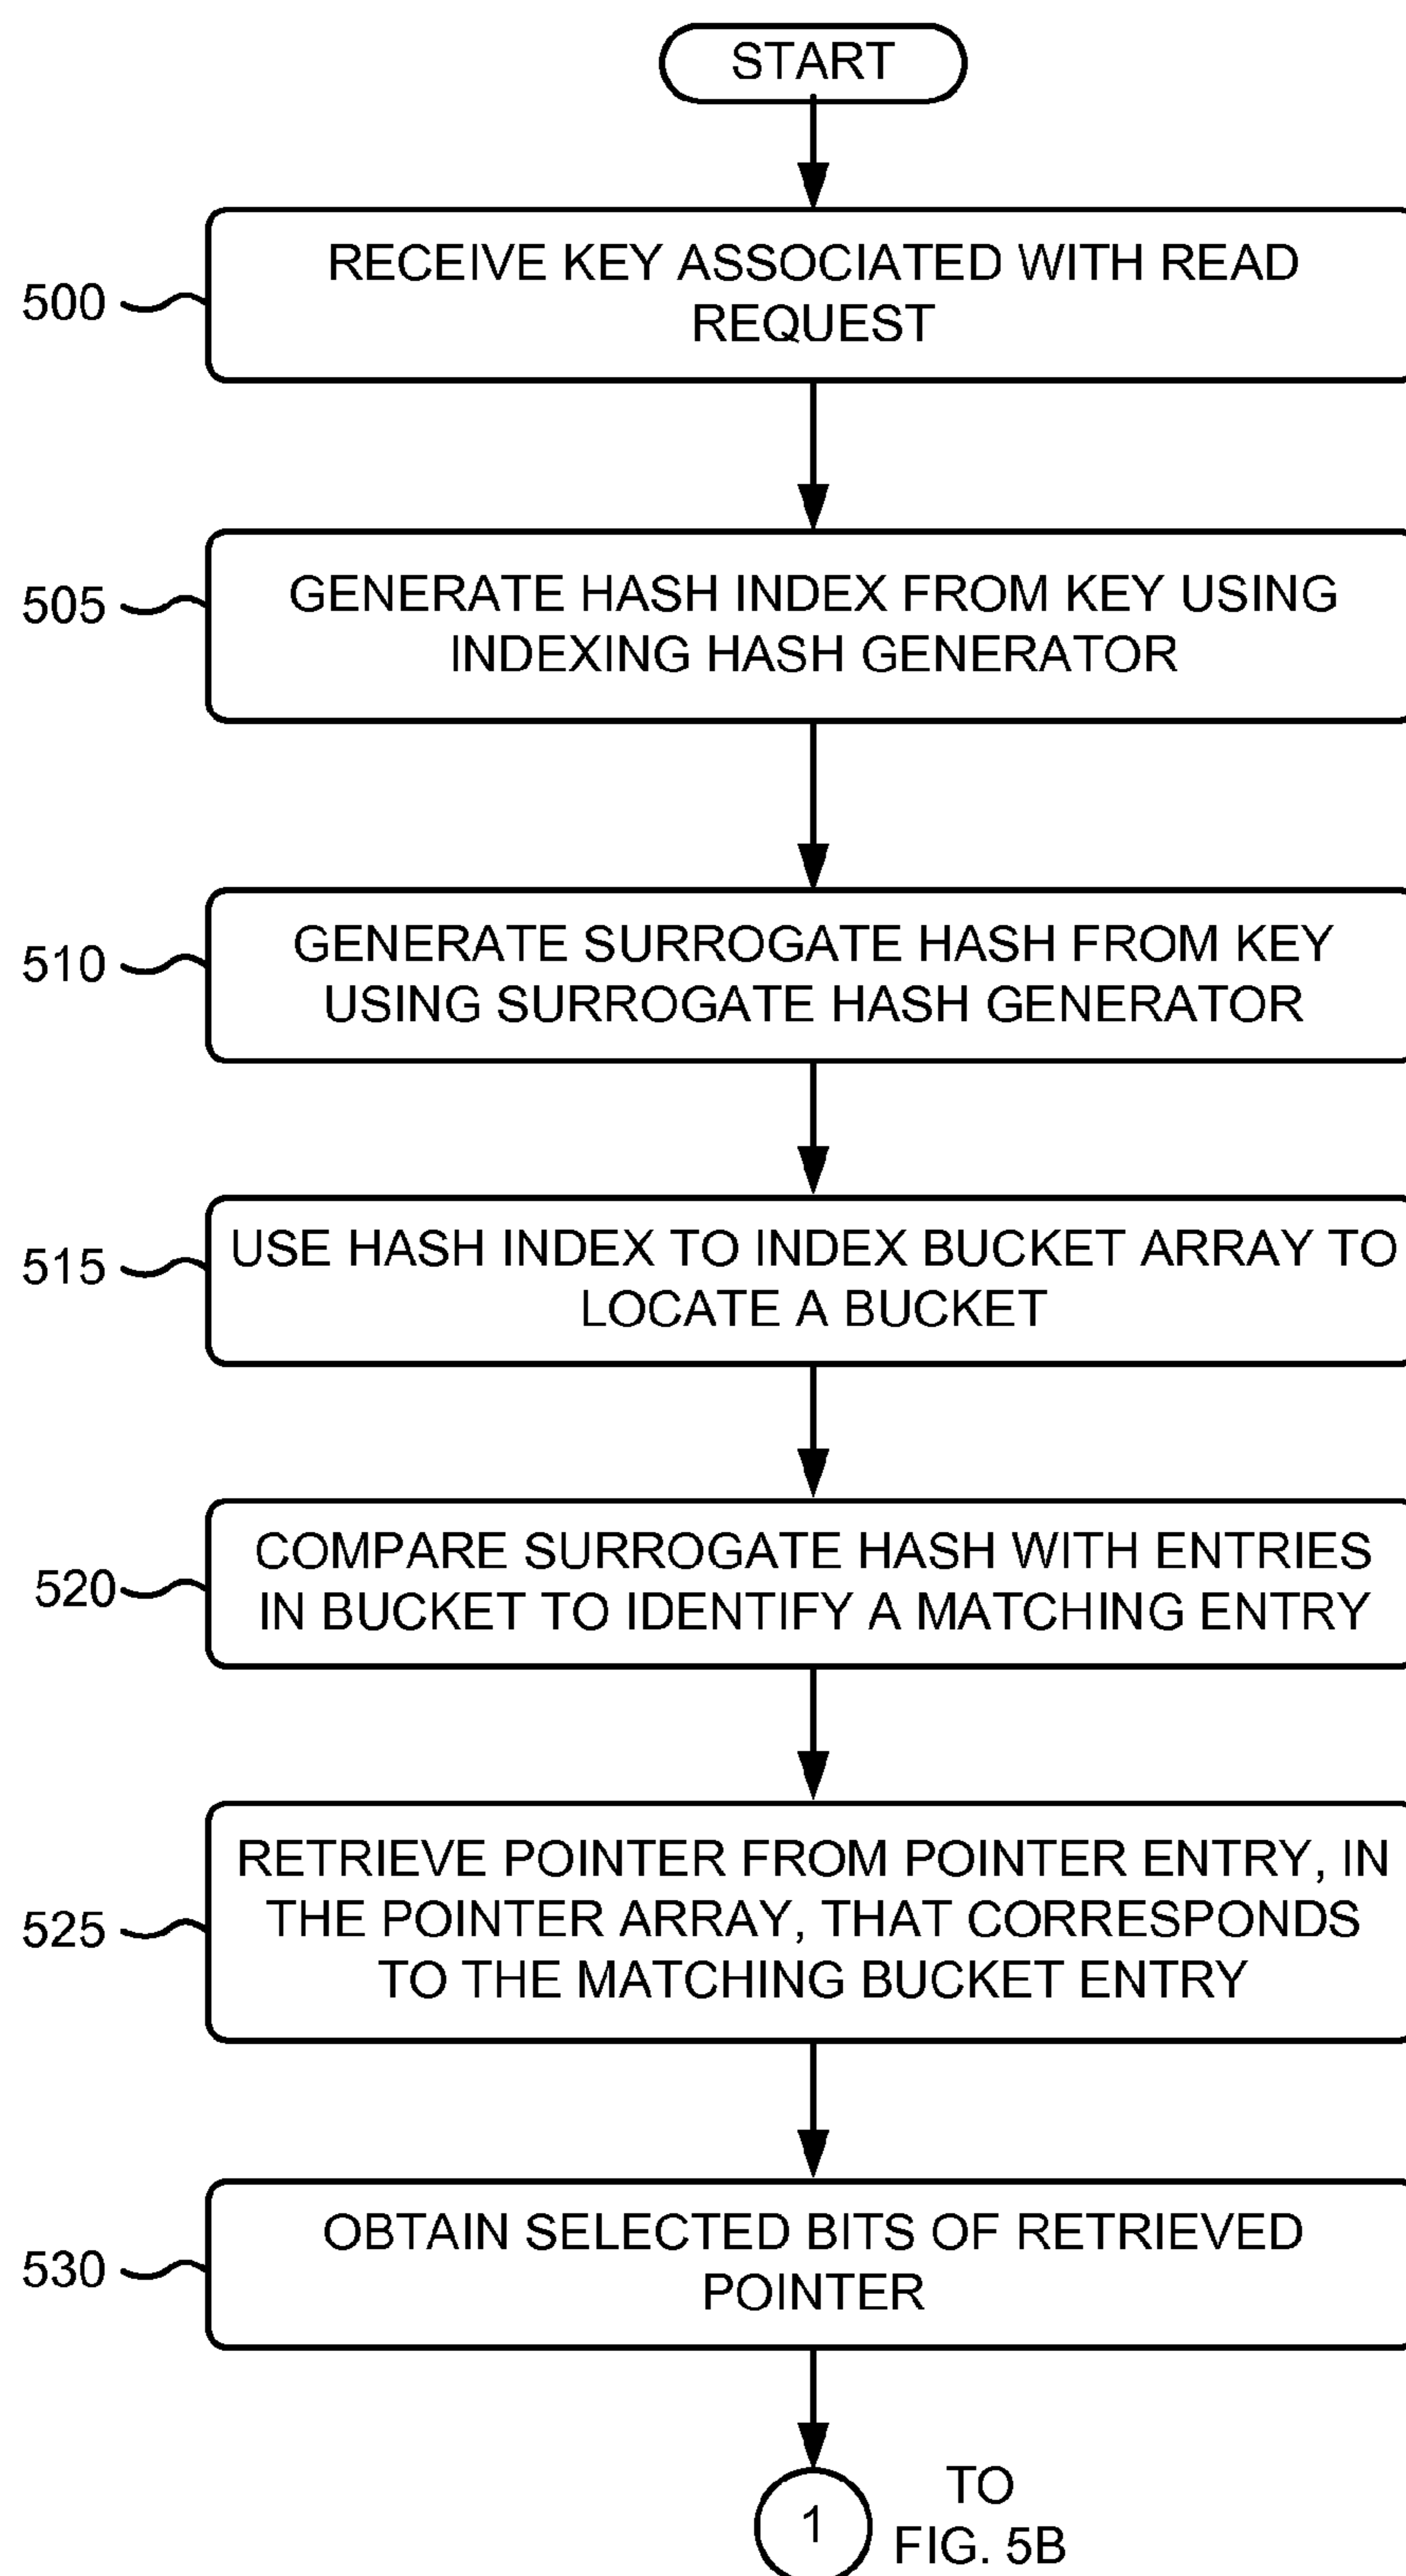 START
500
RECEIVE KEY ASSOCIATED WITH READ
REQUEST
505
GENERATE HASH INDEX FROM KEY USING
INDEXING HASH GENERATOR
510
GENERATE SURROGATE HASH FROM KEY
USING SURROGATE HASH GENERATOR
515
USE HASH INDEX TO INDEX BUCKET ARRAY TO
LOCATE A BUCKET
520
COMPARE SURROGATE HASH WITH ENTRIES
IN BUCKET TO IDENTIFY A MATCHING ENTRY
525
RETRIEVE POINTER FROM POINTER ENTRY, IN
THE POINTER ARRAY, THAT CORRESPONDS
TO THE MATCHING BUCKET ENTRY
530
OBTAIN SELECTED BITS OF RETRIEVED
POINTER
1
TO
FIG. 5B